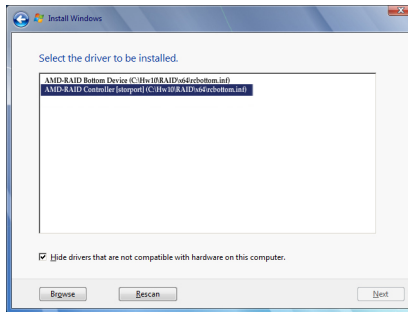 Install Windows
Select the driver to be installed.
AMD-RAID Bottom Device (C:\Hw10\RAID\x64\rcbottom.inf)
AMD-RAID Controller [storport] (C:\Hw10\RAID\x64\rcbottom.inf)
Hide drivers that are not compatible with hardware on this computer.
Browse
Rescan
Next